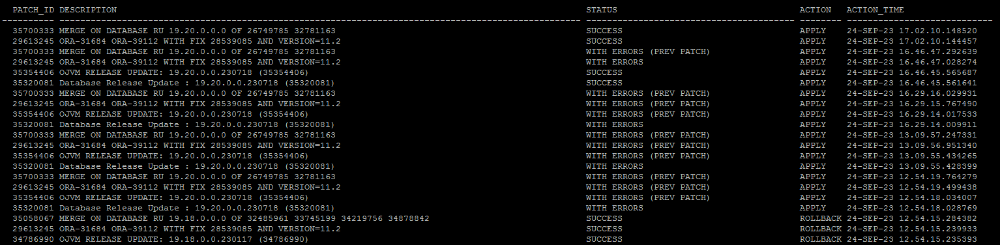 PATCH_ID DESCRIPTION STATUS ACTION ACTION_TIME
---------- ---------------------------------------------------------------------------------------------------- ---------------------------------------- -------- ----------------------------
35700333 MERGE ON DATABASE RU 19.20.0.0.0 OF 26749785 32781163 SUCCESS APPLY 24-SEP-23 17.02.10.148520
29613245 ORA-31684 ORA-39112 WITH FIX 28539085 AND VERSION=11.2 SUCCESS APPLY 24-SEP-23 17.02.10.144457
35700333 MERGE ON DATABASE RU 19.20.0.0.0 OF 26749785 32781163 WITH ERRORS (PREV PATCH) APPLY 24-SEP-23 16.46.47.292639
29613245 ORA-31684 ORA-39112 WITH FIX 28539085 AND VERSION=11.2 WITH ERRORS APPLY 24-SEP-23 16.46.47.028274
35354406 OJVM RELEASE UPDATE: 19.20.0.0.230718 (35354406) SUCCESS APPLY 24-SEP-23 16.46.45.565687
35320081 Database Release Update : 19.20.0.0.230718 (35320081) SUCCESS APPLY 24-SEP-23 16.46.45.561641
35700333 MERGE ON DATABASE RU 19.20.0.0.0 OF 26749785 32781163 WITH ERRORS (PREV PATCH) APPLY 24-SEP-23 16.29.16.029931
29613245 ORA-31684 ORA-39112 WITH FIX 28539085 AND VERSION=11.2 WITH ERRORS (PREV PATCH) APPLY 24-SEP-23 16.29.15.767490
35354406 OJVM RELEASE UPDATE: 19.20.0.0.230718 (35354406) WITH ERRORS (PREV PATCH) APPLY 24-SEP-23 16.29.14.017533
35320081 Database Release Update : 19.20.0.0.230718 (35320081) WITH ERRORS APPLY 24-SEP-23 16.29.14.009911
35700333 MERGE ON DATABASE RU 19.20.0.0.0 OF 26749785 32781163 WITH ERRORS (PREV PATCH) APPLY 24-SEP-23 13.09.57.247331
29613245 ORA-31684 ORA-39112 WITH FIX 28539085 AND VERSION=11.2 WITH ERRORS (PREV PATCH) APPLY 24-SEP-23 13.09.56.951340
35354406 OJVM RELEASE UPDATE: 19.20.0.0.230718 (35354406) WITH ERRORS (PREV PATCH) APPLY 24-SEP-23 13.09.55.434265
35320081 Database Release Update : 19.20.0.0.230718 (35320081) WITH ERRORS APPLY 24-SEP-23 13.09.55.428399
35700333 MERGE ON DATABASE RU 19.20.0.0.0 OF 26749785 32781163 WITH ERRORS (PREV PATCH) APPLY 24-SEP-23 12.54.19.764279
29613245 ORA-31684 ORA-39112 WITH FIX 28539085 AND VERSION=11.2 WITH ERRORS (PREV PATCH) APPLY 24-SEP-23 12.54.19.499438
35354406 OJVM RELEASE UPDATE: 19.20.0.0.230718 (35354406) WITH ERRORS (PREV PATCH) APPLY 24-SEP-23 12.54.18.034007
35320081 Database Release Update : 19.20.0.0.230718 (35320081) WITH ERRORS APPLY 24-SEP-23 12.54.18.028769
35058067 MERGE ON DATABASE RU 19.18.0.0.0 OF 32485961 33745199 34219756 34878842 SUCCESS ROLLBACK 24-SEP-23 12.54.15.284382
29613245 ORA-31684 ORA-39112 WITH FIX 28539085 AND VERSION=11.2 SUCCESS ROLLBACK 24-SEP-23 12.54.15.239933
34786990 OJVM RELEASE UPDATE: 19.18.0.0.230117 (34786990) SUCCESS ROLLBACK 24-SEP-23 12.54.15.235393